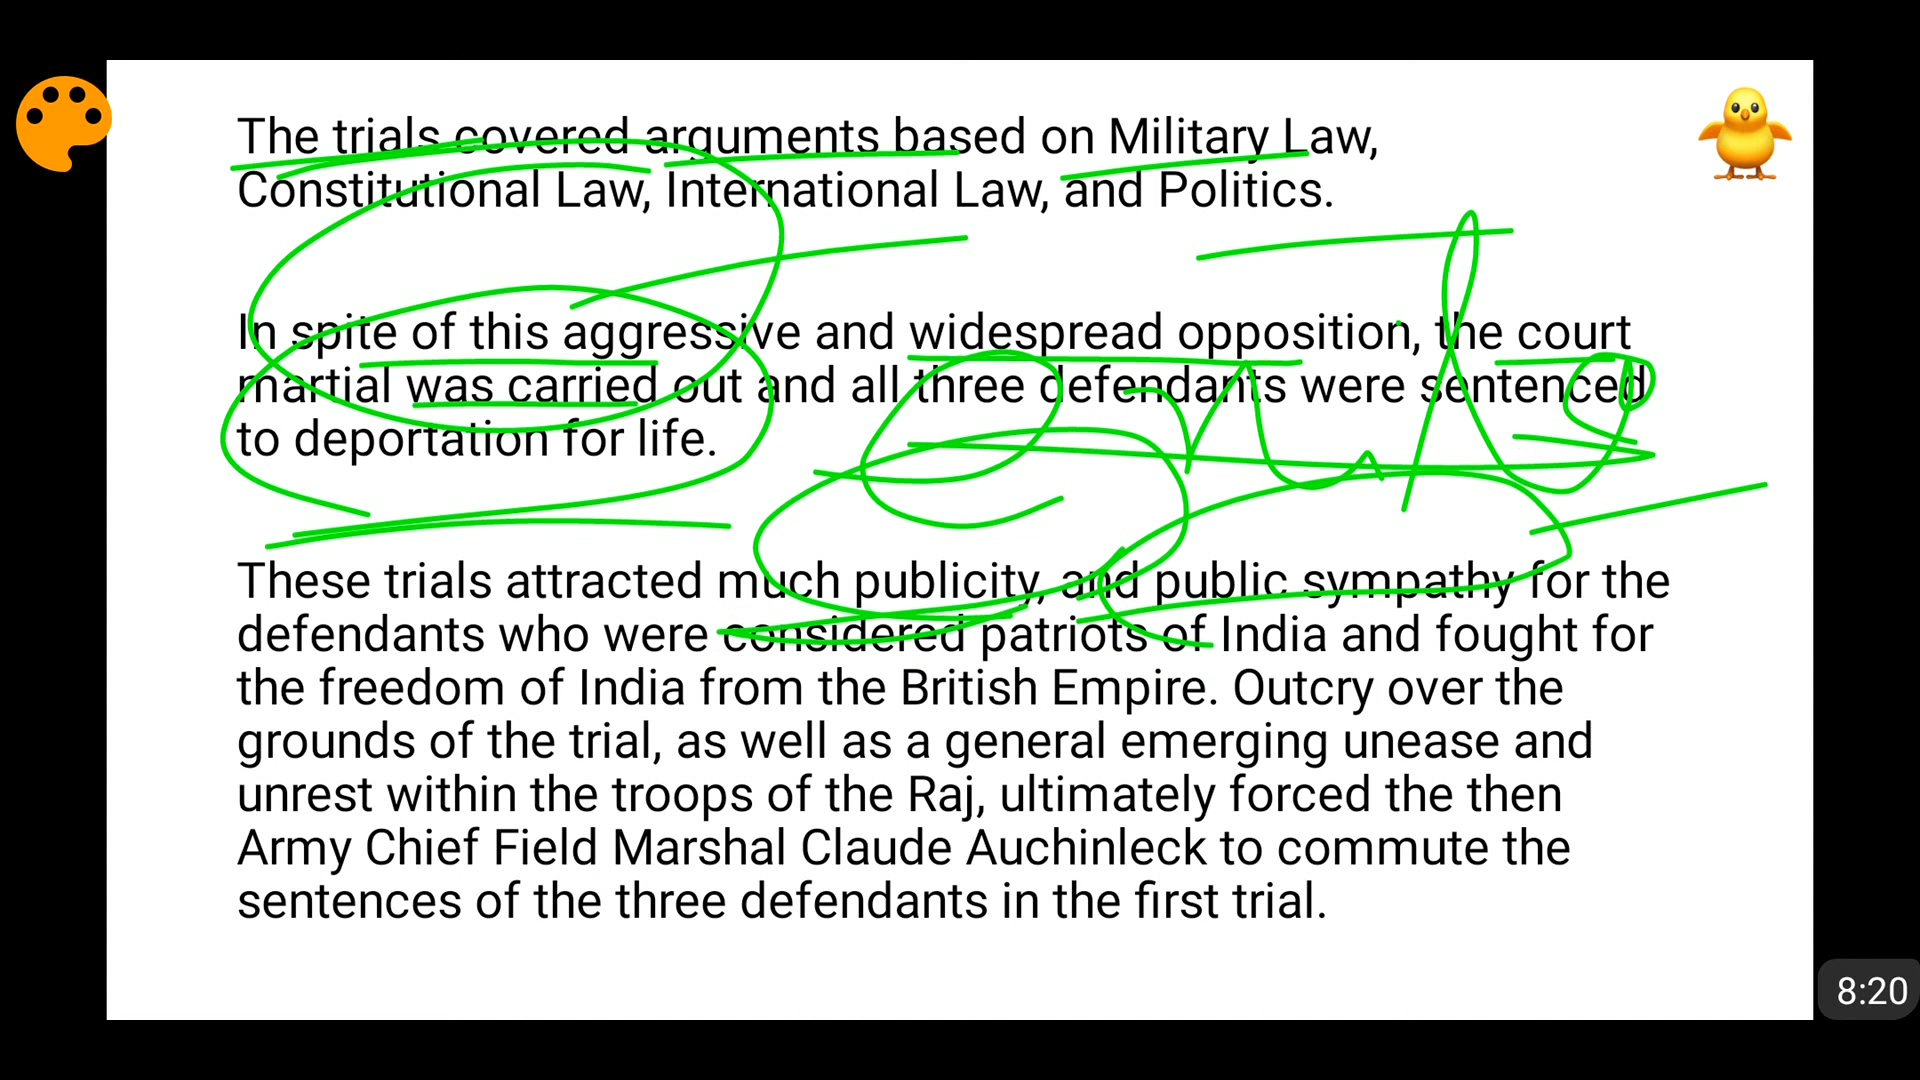 The trials covered arguments based on Military Law,
Constitutional Law, International Law, and Politics.
In spite of this aggressive and widespread opposition, the court
martial was carried out and all three defendants were sentenced
to deportation for life.
These trials attracted much publicity, and public sympathy for the
defendants who were considered patriots of India and fought for
the freedom of India from the British Empire. Outcry over the
grounds of the trial, as well as a general emerging unease and
unrest within the troops of the Raj, ultimately forced the then
Army Chief Field Marshal Claude Auchinleck to commute the
sentences of the three defendants in the first trial.
8:20